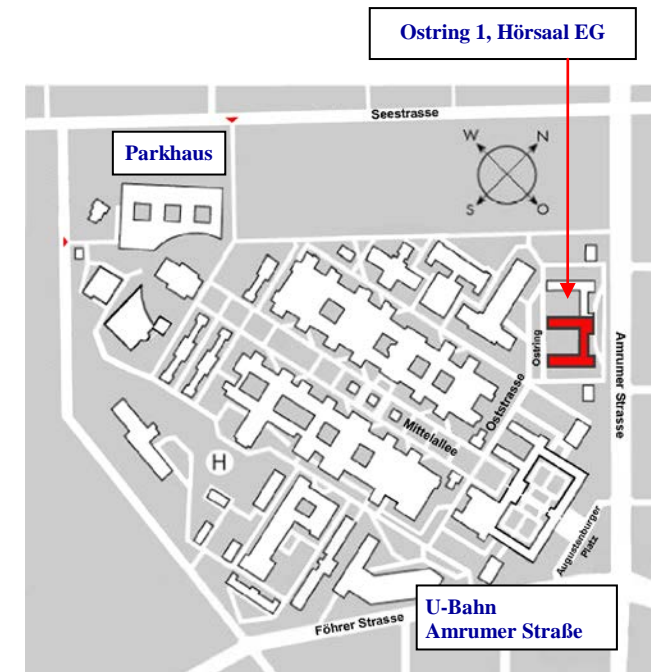 Ostring 1, Hörsaal EG
Seestrasse
Parkhaus
W
N
S
O
Ostring
Amrumer Strasse
Oststrasse
Mittelallee
H
Augustenburger
Platz
U-Bahn
Amrumer Straße
Föhrer Strasse